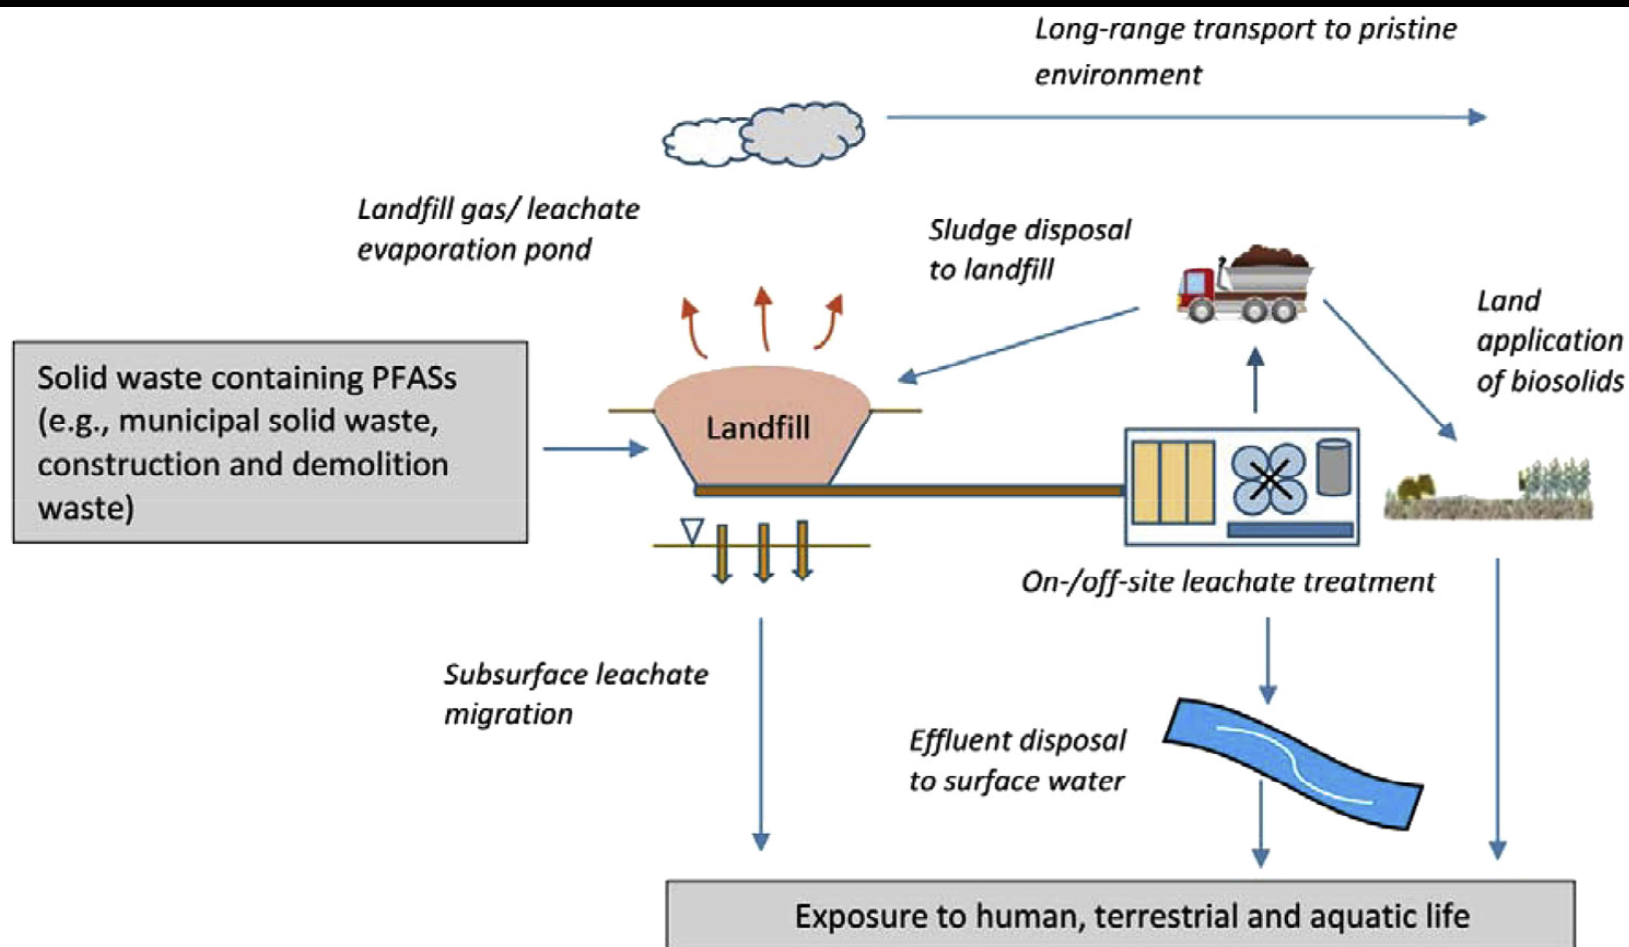 Long-range transport to pristine
environment
Landfill gas/ leachate
evaporation pond
Sludge disposal
to landfill
Land
application
of biosolids
Solid waste containing PFASs
(e.g., municipal solid waste,
construction and demolition
waste)
Landfill
On-/off-site leachate treatment
Subsurface leachate
migration
Effluent disposal
to surface water
Exposure to human, terrestrial and aquatic life